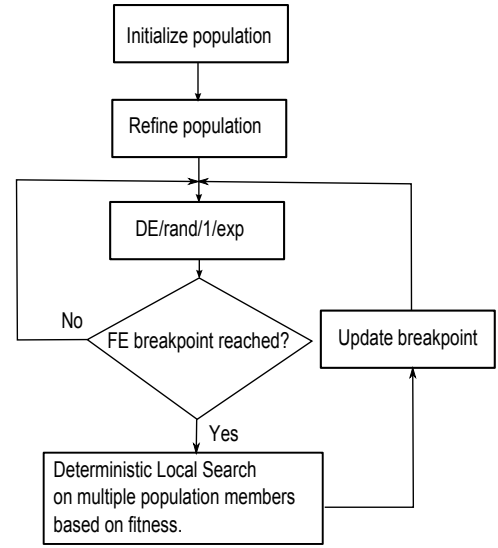 Initialize population
Refine population
DE/rand/1/exp
No
FE breakpoint reached?
Update breakpoint
Yes
Deterministic Local Search
on multiple population members
based on fitness.